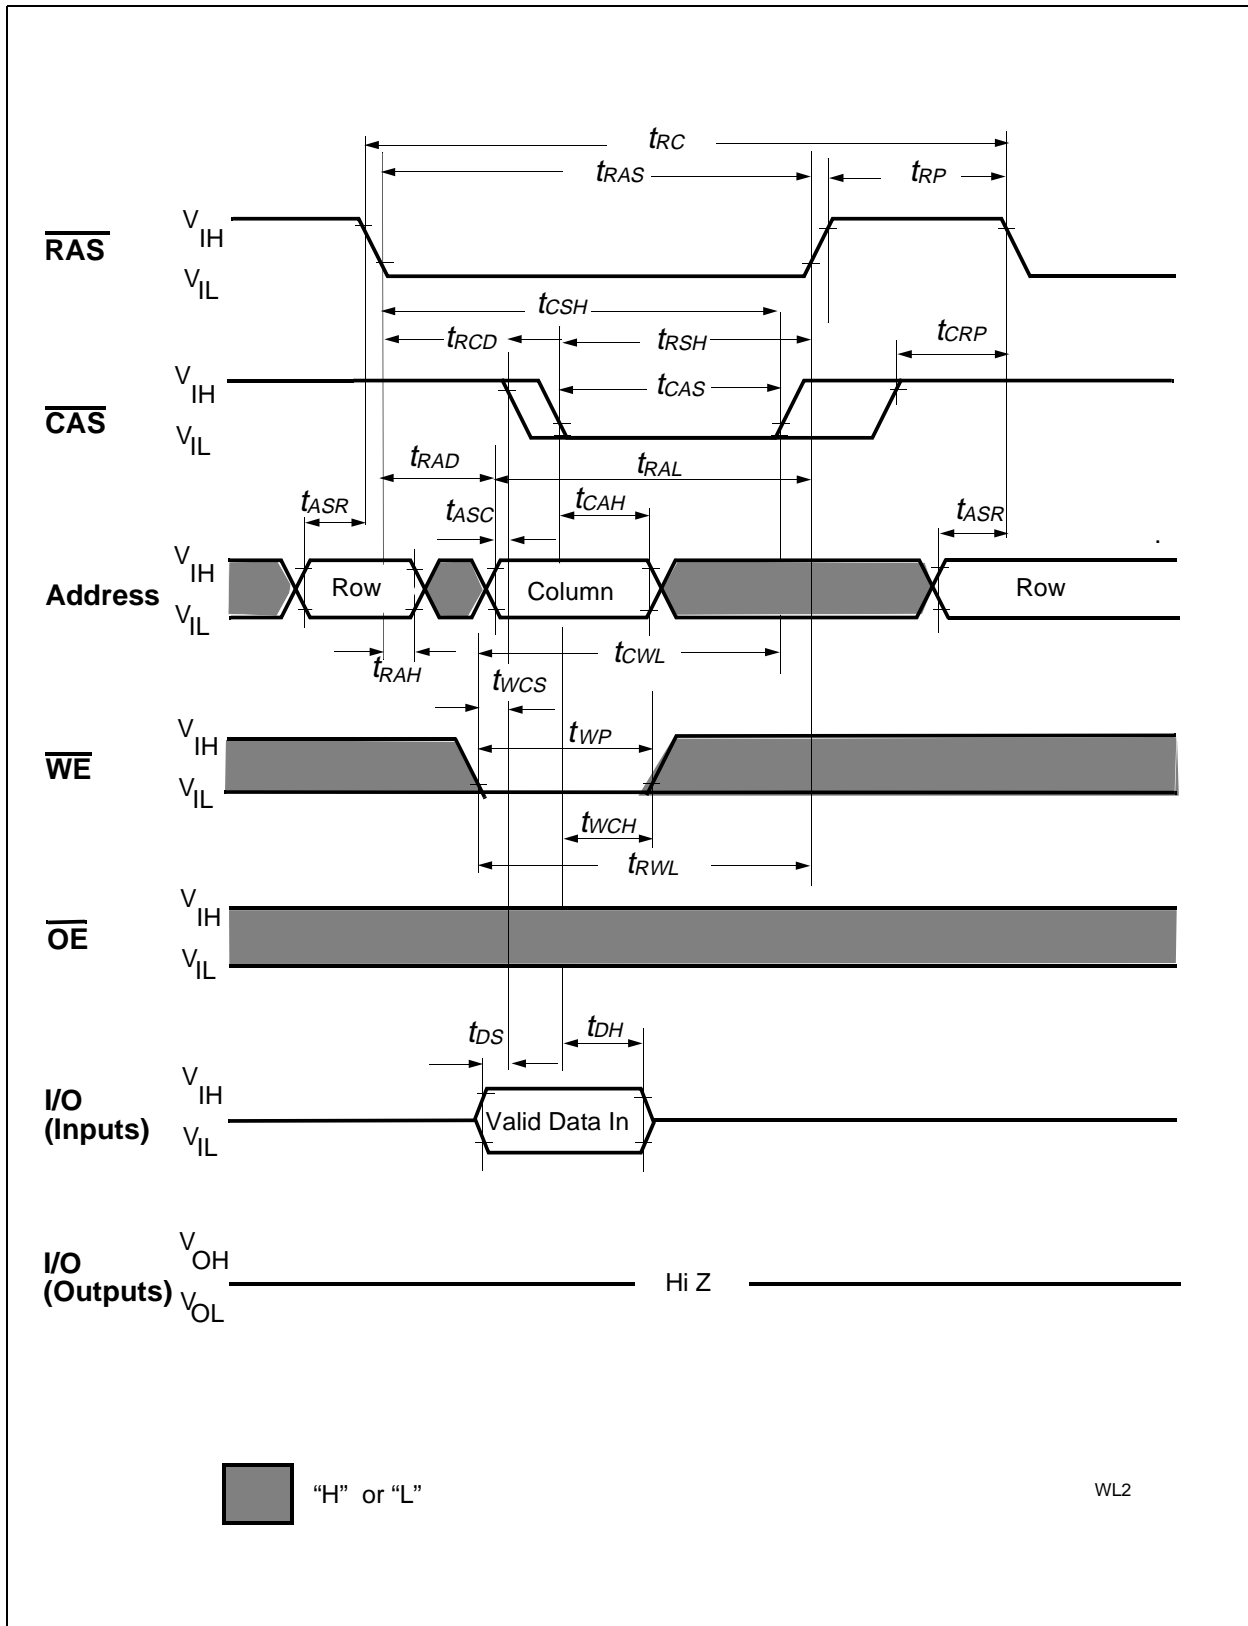 tRC
tRAS
tRP
RAS
VIH
VIL
tCSH
tRCD
tRSH
tCRP
CAS
VIH
VIL
tCAS
tRAD
tRAL
tASR
tASC
tCAH
tASR
Address
VIH
VIL
Row
Column
Row
tRAH
tCWL
tWCS
WE
VIH
VIL
tWP
tWCH
tRWL
OE
VIH
VIL
tDS
tDH
I/O
(Inputs)
VIH
VIL
Valid Data In
I/O
(Outputs)
VOH
VOL
Hi Z
“H” or “L”
WL2